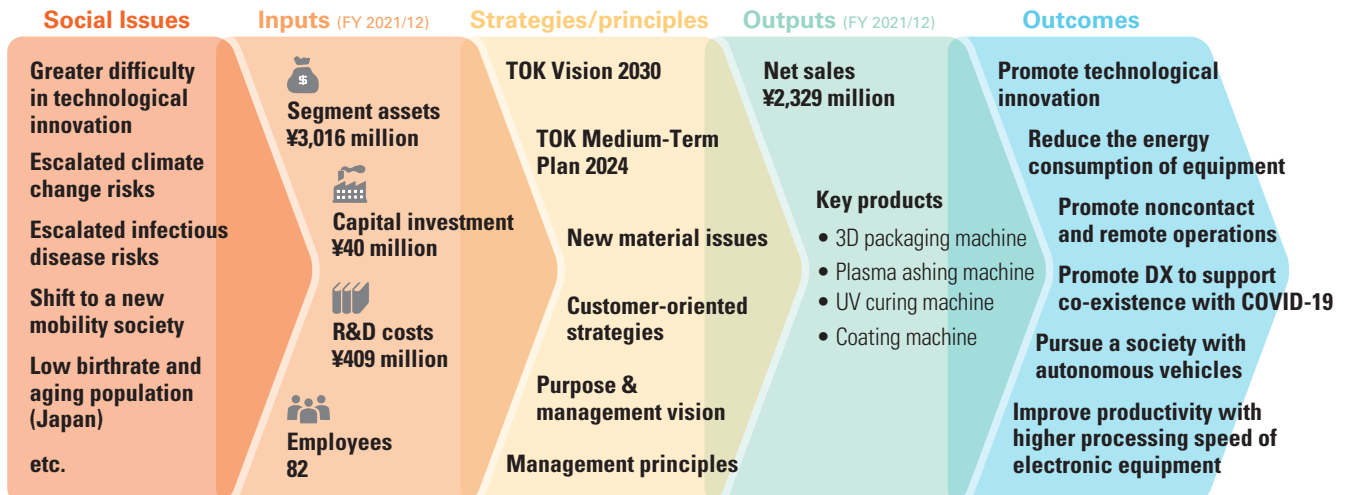 Social Issues
Greater difficulty
in technological
innovation
Escalated climate
change risks
Escalated infectious
disease risks
Shift to a new
mobility society
Low birthrate and
aging population
(Japan)
etc.
Inputs (FY 2021/12)
$
Segment assets
¥3,016 million
Capital investment
¥40 million
R&D costs
¥409 million
Employees
82
Strategies/principles
TOK Vision 2030
TOK Medium-Term
Plan 2024
New material issues
Customer-oriented
strategies
Purpose &
management vision
Management principles
Outputs (FY 2021/12)
Net sales
¥2,329 million
Key products
• 3D packaging machine
• Plasma ashing machine
• UV curing machine
• Coating machine
Outcomes
Promote technological
innovation
Reduce the energy
consumption of equipment
Promote noncontact
and remote operations
Promote DX to support
co-existence with COVID-19
Pursue a society with
autonomous vehicles
Improve productivity with
higher processing speed of
electronic equipment